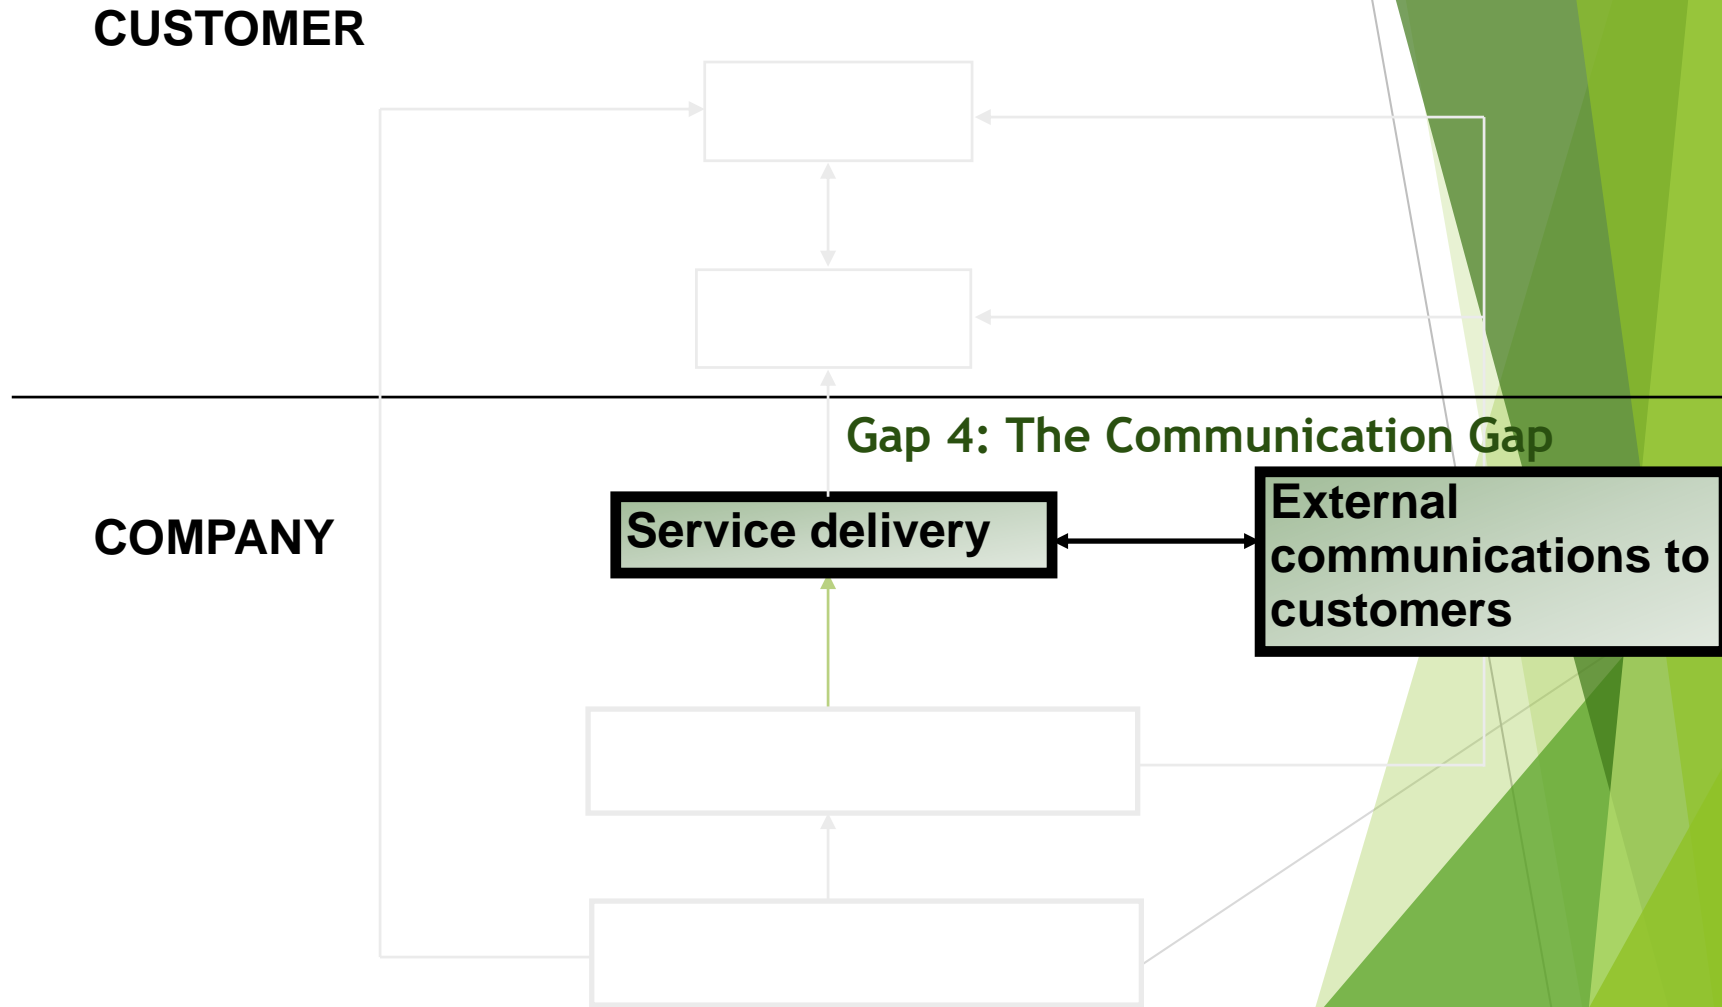 CUSTOMER
Gap 4: The Communication Gap
COMPANY
Service delivery
External
communications to
customers